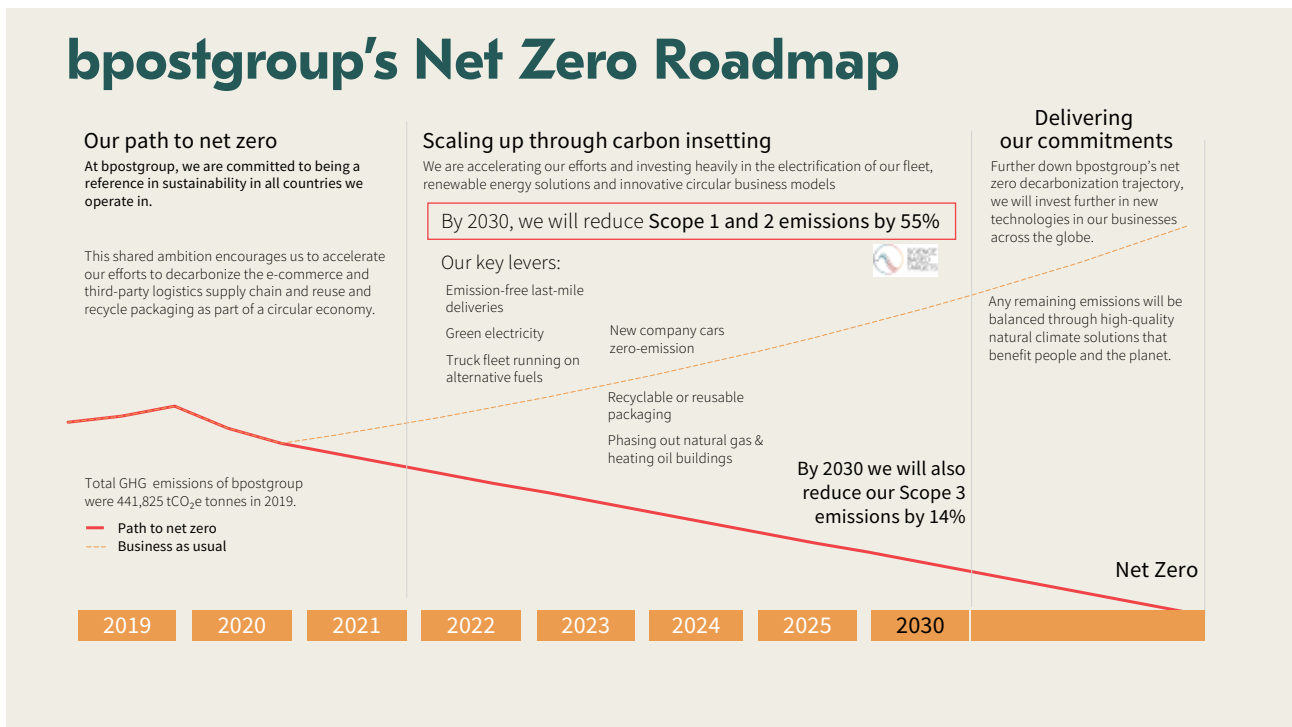 bpostgroup's Net Zero Roadmap
Our path to net zero
At bpostgroup, we are committed to being a
reference in sustainability in all countries we
operate in.
This shared ambition encourages us to accelerate
our efforts to decarbonize the e-commerce and
third-party logistics supply chain and reuse and
recycle packaging as part of a circular economy.
Total GHG emissions of bpostgroup
were 441,825 tCO₂e tonnes in 2019.
Path to net zero
Business as usual
Scaling up through carbon insetting
We are accelerating our efforts and investing heavily in the electrification of our fleet,
renewable energy solutions and innovative circular business models
By 2030, we will reduce Scope 1 and 2 emissions by 55%
SCIENCE
BASED
TARGETS
Our key levers:
Emission-free last-mile
deliveries
Green electricity
Truck fleet running on
alternative fuels
New company cars
zero-emission
Recyclable or reusable
packaging
Phasing out natural gas &
heating oil buildings
By 2030 we will also
reduce our Scope 3
emissions by 14%
Delivering
our commitments
Further down bpostgroup's net
zero decarbonization trajectory,
we will invest further in new
technologies in our businesses
across the globe.
Any remaining emissions will be
balanced through high-quality
natural climate solutions that
benefit people and the planet.
Net Zero
2019 2020 2021 2022 2023 2024 2025 2030